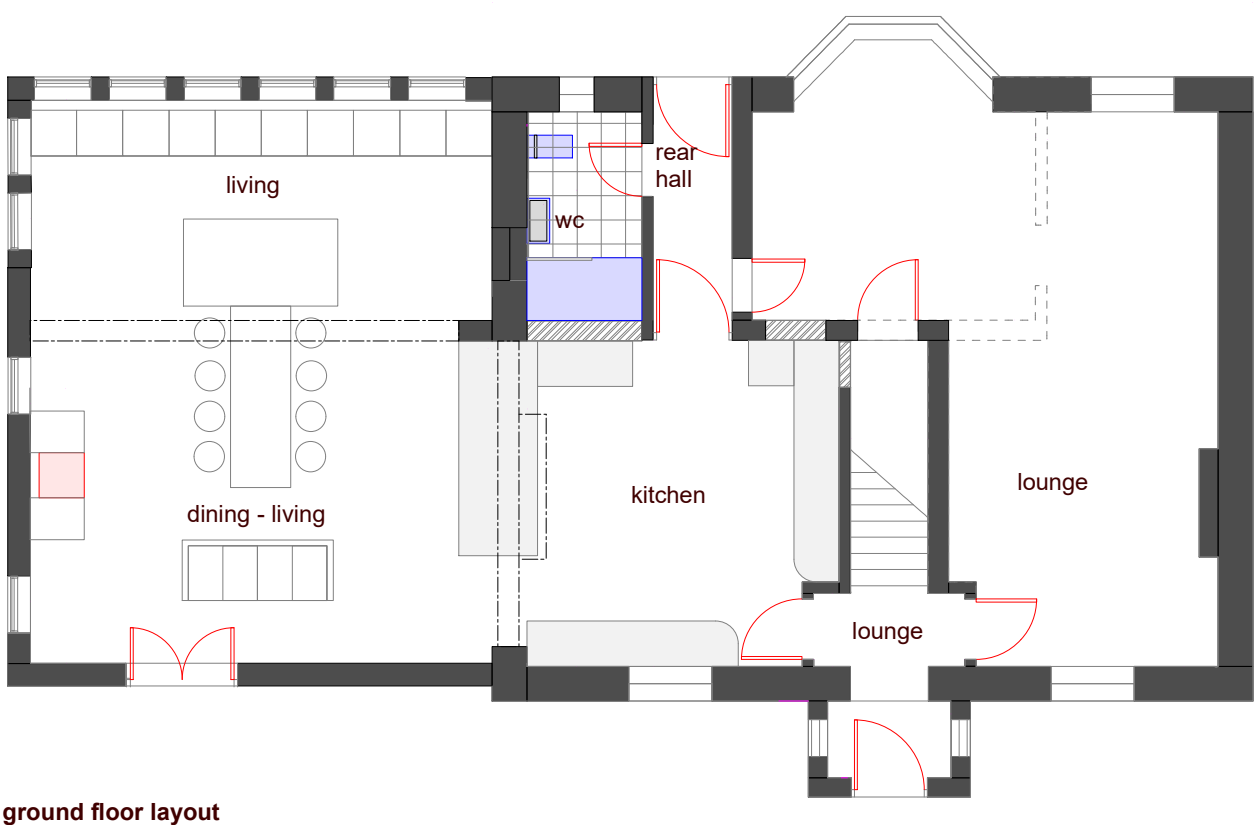 living
rear
hall
wc
dining - living
kitchen
lounge
lounge
ground floor layout